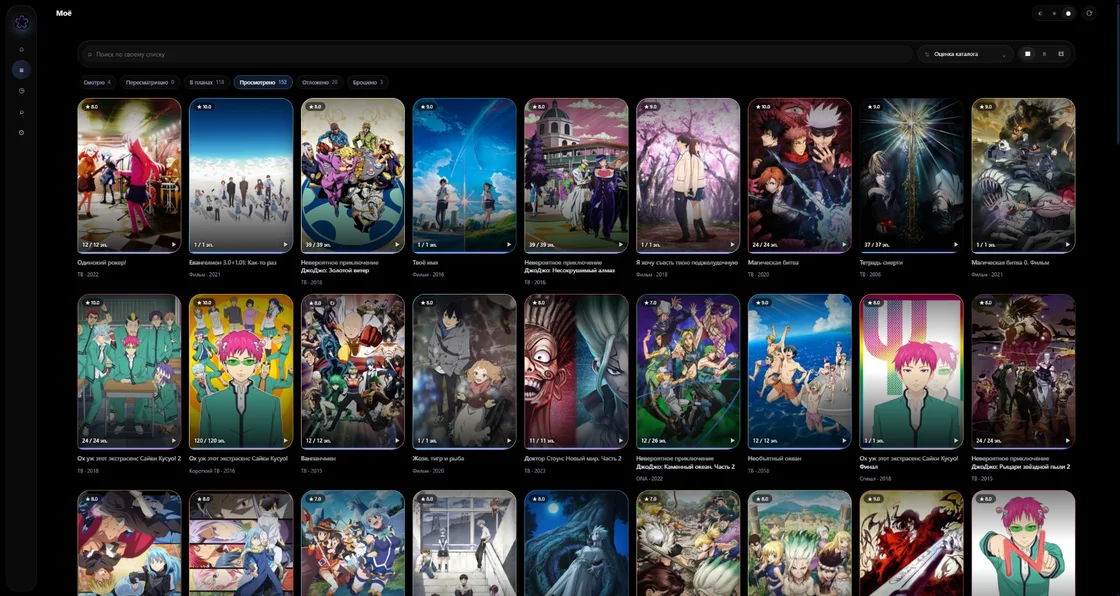 Моё
Поиск по своему списку
Оценка каталога
Смотрю 4
Пересматриваю 0
В планах 118
Просмотрено 152
Отложено 28
Брошено 3
★ 8.0
★ 10.0
★ 8.0
★ 9.0
★ 8.0
★ 9.0
★ 10.0
★ 9.0
★ 9.0
12 / 12 эп.
1 / 1 эп.
39 / 39 эп.
1 / 1 эп.
39 / 39 эп.
1 / 1 эп.
24 / 24 эп.
37 / 37 эп.
1 / 1 эп.
Одинокий рокер!
ТВ · 2022
Евангелион 3.0+1.01: Как-то раз
Фильм · 2021
Невероятное приключение
ДжоДжо: Золотой ветер
ТВ · 2018
Твоё имя
Фильм · 2016
Невероятное приключение
ДжоДжо: Несокрушимый алмаз
ТВ · 2016
Я хочу съесть твою поджелудочную
Фильм · 2018
Магическая битва
ТВ · 2020
Тетрадь смерти
ТВ · 2006
Магическая битва 0. Фильм
Фильм · 2021
★ 10.0
★ 10.0
★ 8.0
★ 8.0
★ 8.0
★ 7.0
★ 9.0
★ 8.0
★ 8.0
24 / 24 эп.
120 / 120 эп.
12 / 12 эп.
1 / 1 эп.
11 / 11 эп.
12 / 26 эп.
12 / 12 эп.
1 / 1 эп.
24 / 24 эп.
Ох уж этот экстрасенс Сайки Кусуо! 2
ТВ · 2018
Ох уж этот экстрасенс Сайки Кусуо!
Короткий ТВ · 2016
Ванпанчмен
ТВ · 2015
Жозе, тигр и рыба
Фильм · 2020
Доктор Стоун: Новый мир. Часть 2
ТВ · 2023
Невероятное приключение
ДжоДжо: Каменный океан. Часть 2
ONA · 2022
Необъятный океан
ТВ · 2018
Ох уж этот экстрасенс Сайки Кусуо!
Финал
Спешл · 2018
Невероятное приключение
ДжоДжо: Рыцари звёздной пыли 2
ТВ · 2015
★ 8.0
★ 8.0
★ 7.0
★ 8.0
★ 8.0
★ 7.0
★ 8.0
★ 9.0
★ 8.0